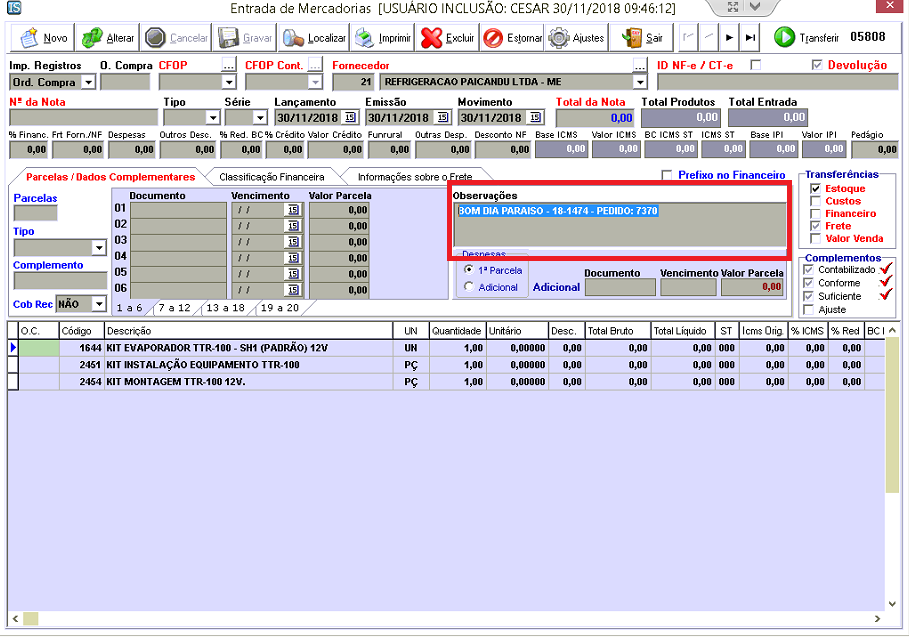 IS Entrada de Mercadorias [USUÁRIO INCLUSÃO: CESAR 30/11/2018 09:46:12] x
Novo Alterar Cancelar Gravar Localizar Imprimir Excluir Estornar Ajustes Sair Transferir 05808
Imp. Registros O. Compra CFOP ... CFOP Cont. ... Fornecedor ... ID NF-e / CT-e Devolução
Ord. Compra 21 REFRIGERACAO PAICANDU LTDA - ME
Nº da Nota Tipo Série Lançamento Emissão Movimento Total da Nota Total Produtos Total Entrada
30/11/2018 15 30/11/2018 15 30/11/2018 15 0,00 0,00 0,00
% Financ. Frt Forn./NF Despesas Outros Desc. % Red. BC % Crédito Valor Crédito Funrural Outras Desp. Desconto NF Base ICMS Valor ICMS BC ICMS ST ICMS ST Base IPI Valor IPI Pedágio
0,00 0,00 0,00 0,00 0,00 0,00 0,00 0,00 0,00 0,00 0,00 0,00 0,00 0,00 0,00 0,00 0,00
Parcelas / Dados Complementares Classificação Financeira Informações sobre o Frete Prefixo no Financeiro
Parcelas
Tipo
Complemento
Cob Rec NÃO
Documento Vencimento Valor Parcela
01 / / 15 0,00
02 / / 15 0,00
03 / / 15 0,00
04 / / 15 0,00
05 / / 15 0,00
06 / / 15 0,00
1 a 6 7 a 12 13 a 18 19 a 20
Observações
BOM DIA PARAISO - 18-1474 - PEDIDO: 7370
Despesas
1ª Parcela
Adicional
Adicional
Documento Vencimento Valor Parcela
0,00
Transferências
Estoque
Custos
Financeiro
Frete
Valor Venda
Complementos
Contabilizado
Conforme
Suficiente
Ajuste
O.C. Código Descrição UN Quantidade Unitário Desc. Total Bruto Total Líquido ST Icms Orig. % ICMS % Red BC I
1644 KIT EVAPORADOR TTR-100 - SH1 (PADRÃO) 12V UN 1,00 0,00000 0,00 0,00 0,00 000 0,00 0,00 0,00
2451 KIT INSTALAÇÃO EQUIPAMENTO TTR-100 PÇ 1,00 0,00000 0,00 0,00 0,00 000 0,00 0,00 0,00
2454 KIT MONTAGEM TTR-100 12V. PÇ 1,00 0,00000 0,00 0,00 0,00 000 0,00 0,00 0,00